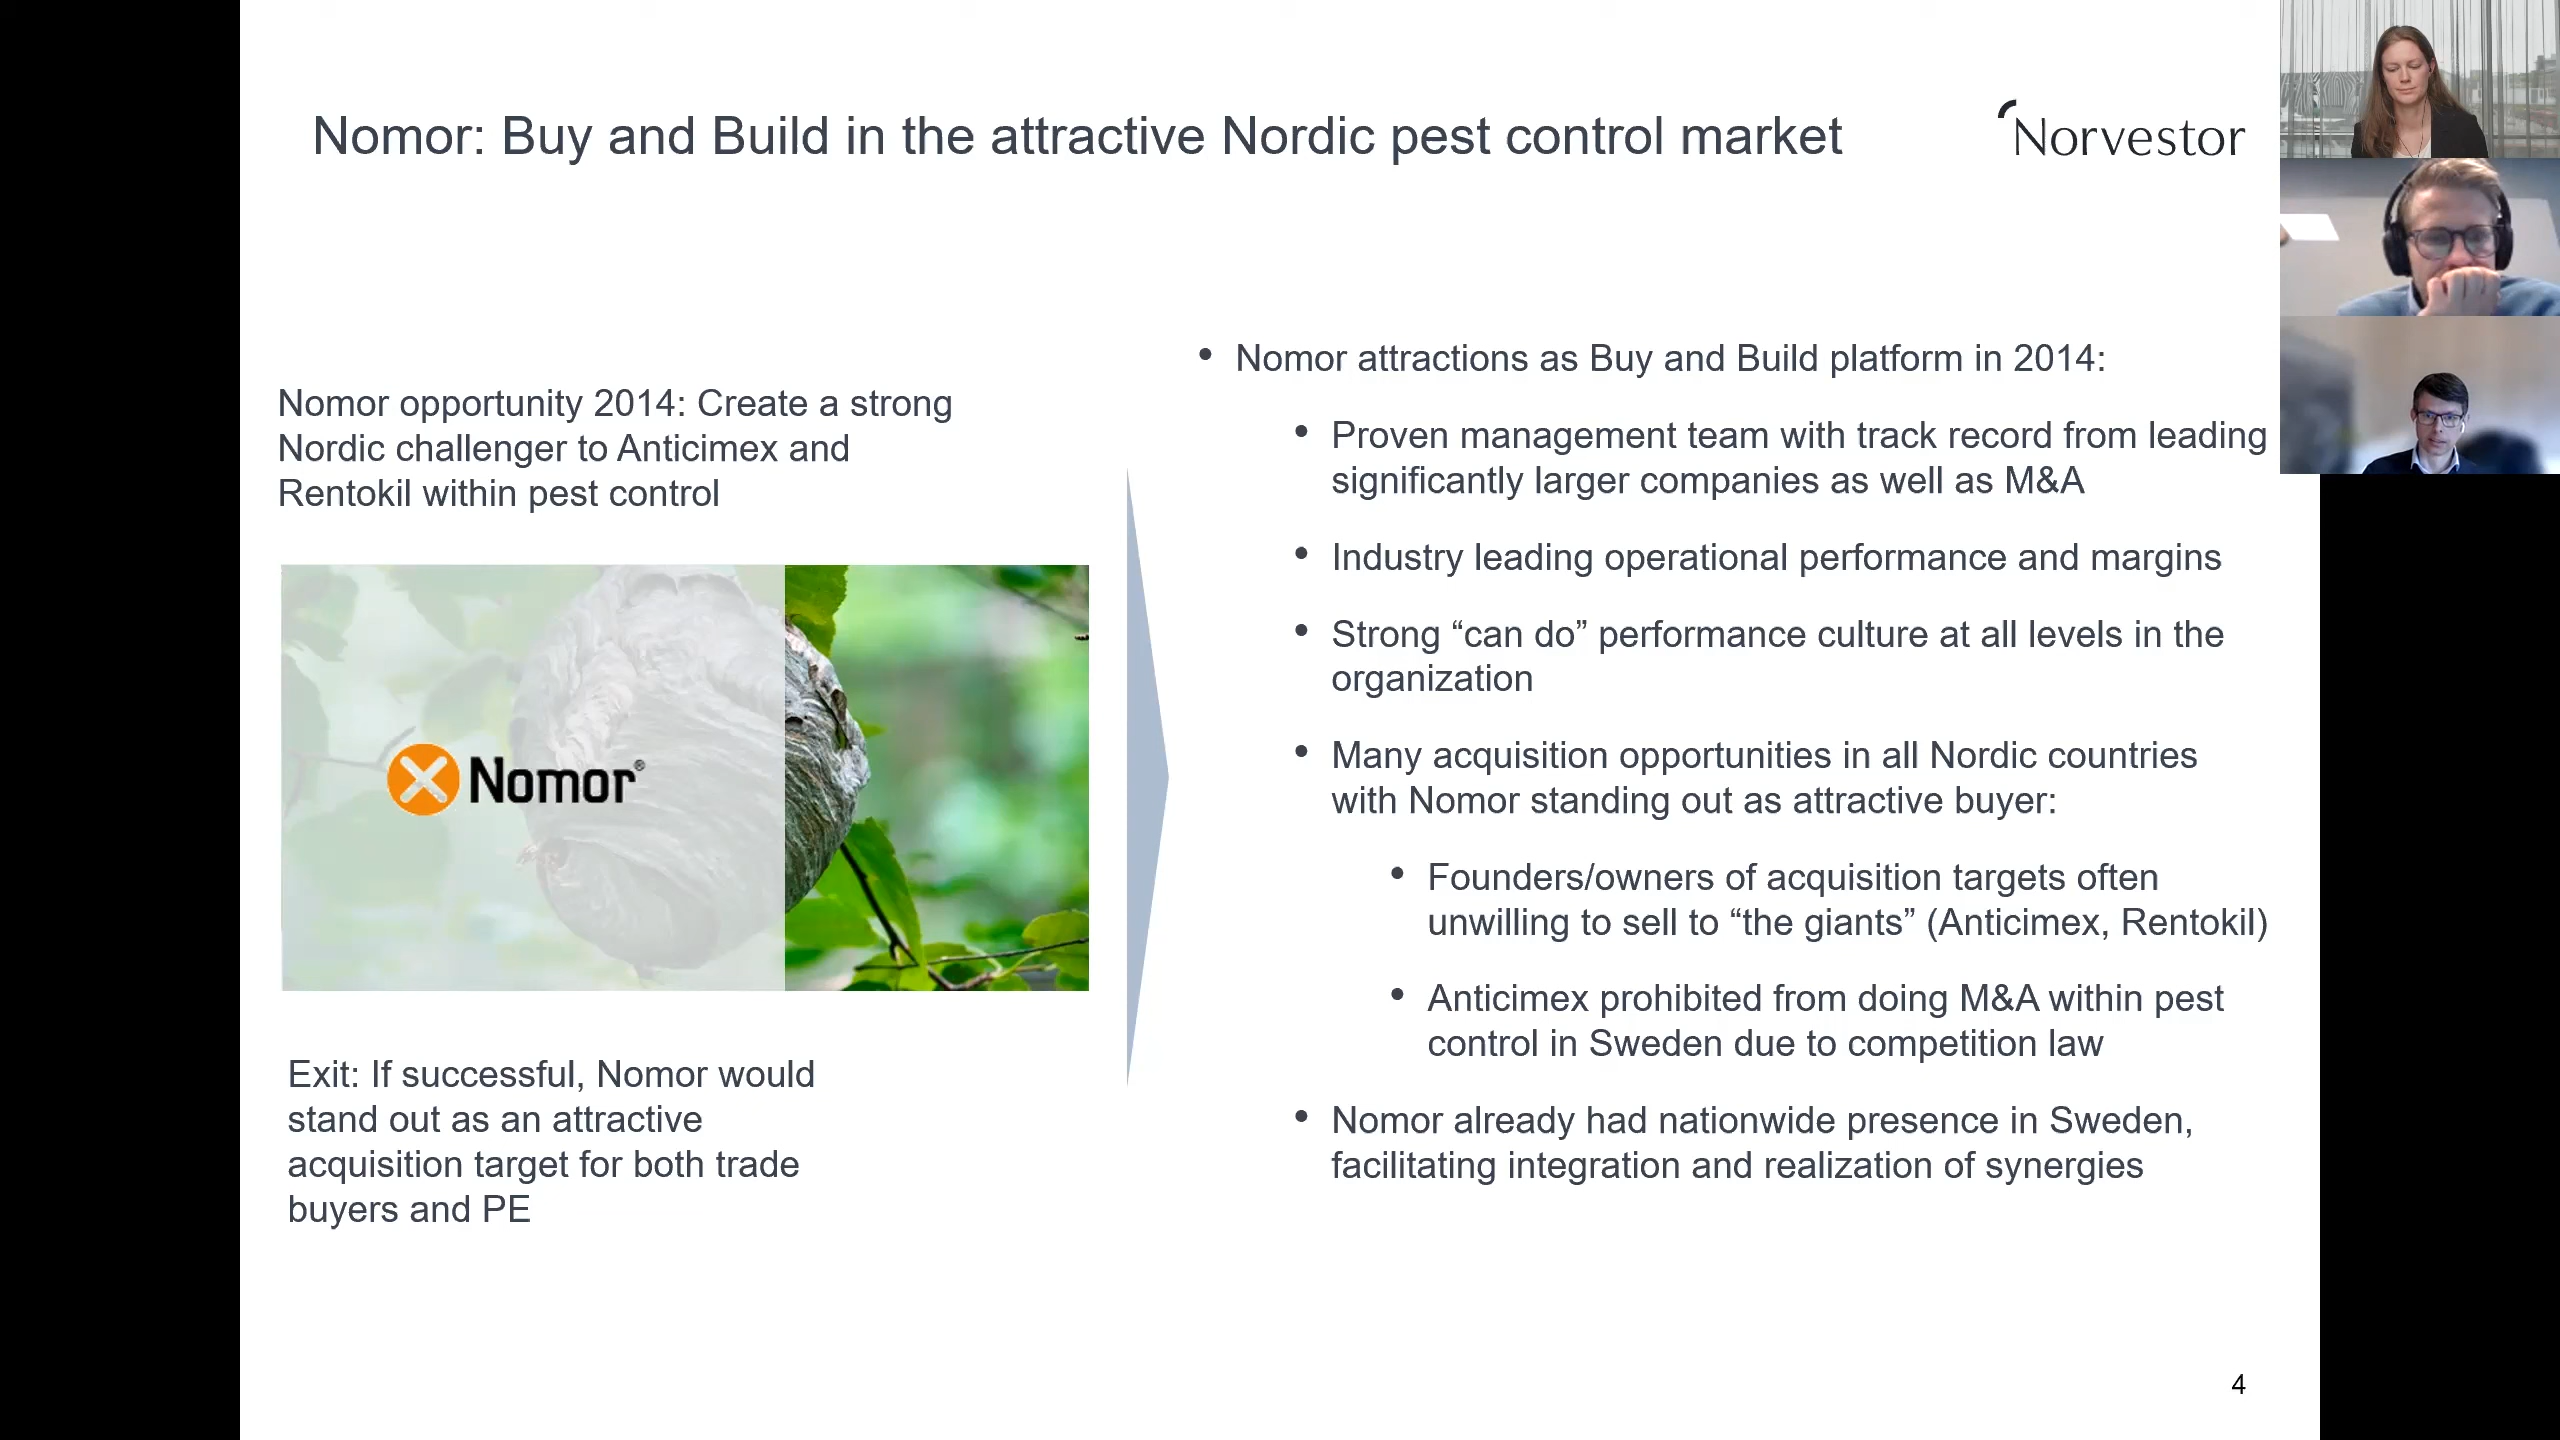 Nomor: Buy and Build in the attractive Nordic pest control market
Norvestor
Nomor opportunity 2014: Create a strong
Nordic challenger to Anticimex and
Rentokil within pest control
Nomor®
Exit: If successful, Nomor would
stand out as an attractive
acquisition target for both trade
buyers and PE
• Nomor attractions as Buy and Build platform in 2014:
• Proven management team with track record from leading
significantly larger companies as well as M&A
• Industry leading operational performance and margins
• Strong “can do” performance culture at all levels in the
organization
• Many acquisition opportunities in all Nordic countries
with Nomor standing out as attractive buyer:
• Founders/owners of acquisition targets often
unwilling to sell to “the giants” (Anticimex, Rentokil)
• Anticimex prohibited from doing M&A within pest
control in Sweden due to competition law
• Nomor already had nationwide presence in Sweden,
facilitating integration and realization of synergies
4